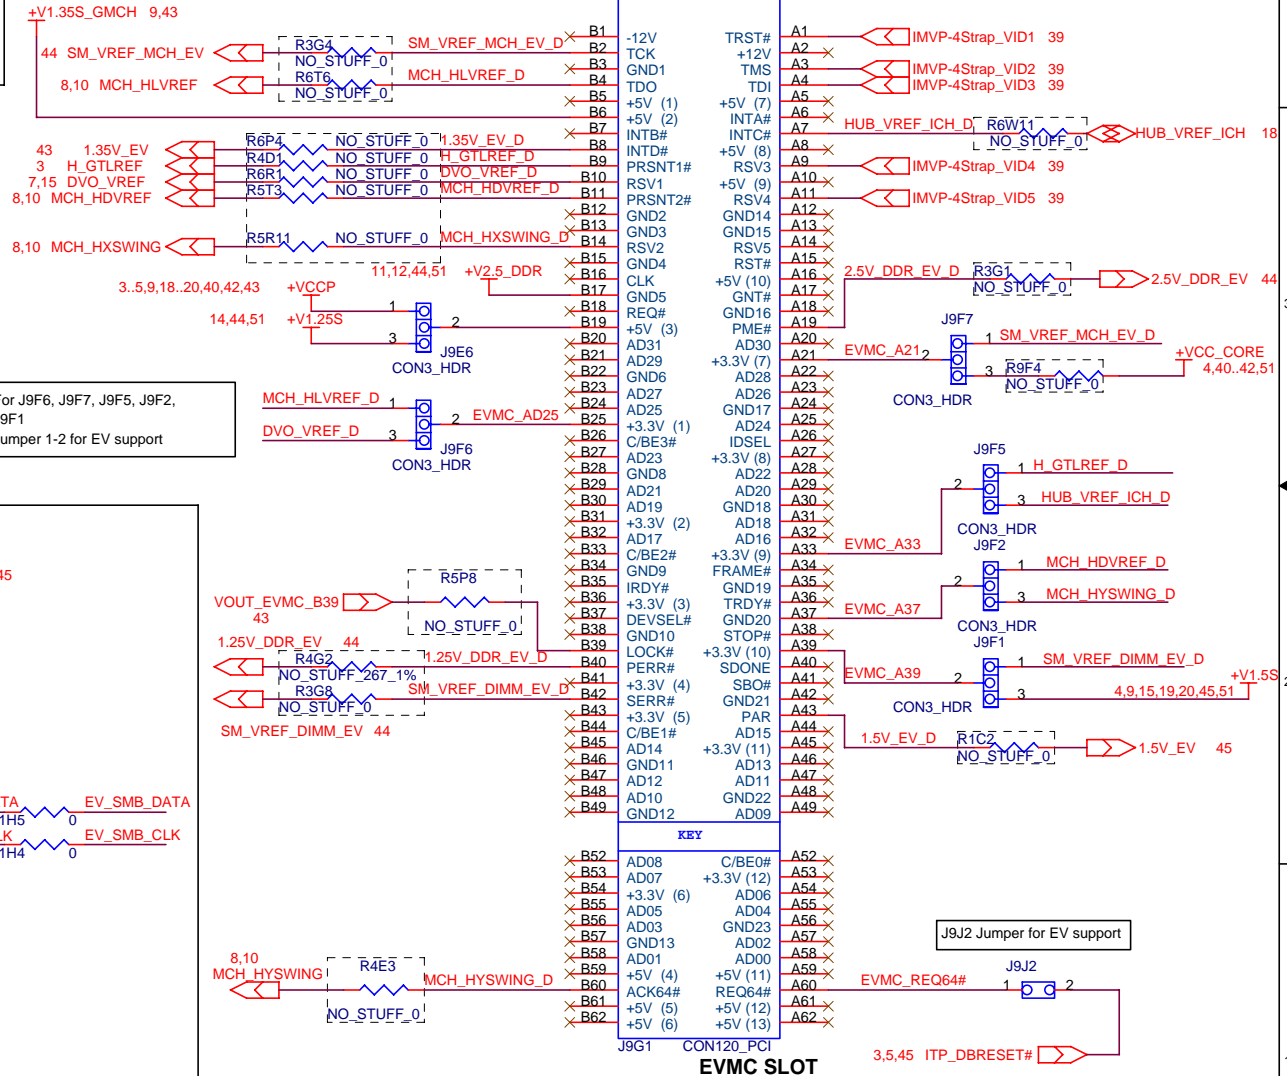 +V1.35S_GMCH 9,43
44 SM_VREF_MCH_EV
R3G4
NO_STUFF_0
SM_VREF_MCH_EV_D
8,10 MCH_HLVREF
R6T6
NO_STUFF_0
MCH_HLVREF_D
43 1.35V_EV
R6P4
NO_STUFF_0
1.35V_EV_D
3 H_GTLREF
R4D1
NO_STUFF_0
H_GTLREF_D
7,15 DVO_VREF
R6R1
NO_STUFF_0
DVO_VREF_D
8,10 MCH_HDVREF
R5T3
NO_STUFF_0
MCH_HDVREF_D
8,10 MCH_HXSWING
R5R11
NO_STUFF_0
MCH_HXSWING_D
11,12,44,51 +V2.5_DDR
3..5,9,18..20,40,42,43 +VCCP
14,44,51 +V1.25S
1
2
3
J9E6
CON3_HDR
For J9F6, J9F7, J9F5, J9F2,
9F1
umper 1-2 for EV support
MCH_HLVREF_D 1
2 EVMC_AD25
DVO_VREF_D 3
J9F6
CON3_HDR
45
VOUT_EVMC_B39
43
R5P8
NO_STUFF_0
1.25V_DDR_EV 44
R4G2
NO_STUFF_267_1%
1.25V_DDR_EV_D
R3G8
NO_STUFF_0
SM_VREF_DIMM_EV_D
SM_VREF_DIMM_EV 44
TA EV_SMB_DATA
1H5 0
LK EV_SMB_CLK
1H4 0
8,10
MCH_HYSWING
R4E3
NO_STUFF_0
MCH_HYSWING_D
B1 -12V TRST# A1
B2 TCK +12V A2
B3 GND1 TMS A3
B4 TDO TDI A4
B5 +5V (1) +5V (7) A5
B6 +5V (2) INTA# A6
B7 INTB# INTC# A7
B8 INTD# +5V (8) A8
B9 PRSNT1# RSV3 A9
B10 RSV1 +5V (9) A10
B11 PRSNT2# RSV4 A11
B12 GND2 GND14 A12
B13 GND3 GND15 A13
B14 RSV2 RSV5 A14
B15 GND4 RST# A15
B16 CLK +5V (10) A16
B17 GND5 GNT# A17
B18 REQ# GND16 A18
B19 +5V (3) PME# A19
B20 AD31 AD30 A20
B21 AD29 +3.3V (7) A21
B22 GND6 AD28 A22
B23 AD27 AD26 A23
B24 AD25 GND17 A24
B25 +3.3V (1) AD24 A25
B26 C/BE3# IDSEL A26
B27 AD23 +3.3V (8) A27
B28 GND8 AD22 A28
B29 AD21 AD20 A29
B30 AD19 GND18 A30
B31 +3.3V (2) AD18 A31
B32 AD17 AD16 A32
B33 C/BE2# +3.3V (9) A33
B34 GND9 FRAME# A34
B35 IRDY# GND19 A35
B36 +3.3V (3) TRDY# A36
B37 DEVSEL# GND20 A37
B38 GND10 STOP# A38
B39 LOCK# +3.3V (10) A39
B40 PERR# SDONE A40
B41 +3.3V (4) SBO# A41
B42 SERR# GND21 A42
B43 +3.3V (5) PAR A43
B44 C/BE1# AD15 A44
B45 AD14 +3.3V (11) A45
B46 GND11 AD13 A46
B47 AD12 AD11 A47
B48 AD10 GND22 A48
B49 GND12 AD09 A49
KEY
B52 AD08 C/BE0# A52
B53 AD07 +3.3V (12) A53
B54 +3.3V (6) AD06 A54
B55 AD05 AD04 A55
B56 AD03 GND23 A56
B57 GND13 AD02 A57
B58 AD01 AD00 A58
B59 +5V (4) +5V (11) A59
B60 ACK64# REQ64# A60
B61 +5V (5) +5V (12) A61
B62 +5V (6) +5V (13) A62
J9G1 CON120_PCI
EVMC SLOT
IMVP-4Strap_VID1 39
IMVP-4Strap_VID2 39
IMVP-4Strap_VID3 39
HUB_VREF_ICH_D
R6W11
NO_STUFF_0
HUB_VREF_ICH 18
IMVP-4Strap_VID4 39
IMVP-4Strap_VID5 39
2.5V_DDR_EV_D
R3G1
NO_STUFF_0
2.5V_DDR_EV 44
J9F7
1 SM_VREF_MCH_EV_D
EVMC_A21 2
3 R9F4
NO_STUFF_0
CON3_HDR
+VCC_CORE
4,40..42,51
J9F5
1 H_GTLREF_D
2
3 HUB_VREF_ICH_D
CON3_HDR
EVMC_A33
J9F2
1 MCH_HDVREF_D
2
3 MCH_HYSWING_D
EVMC_A37
CON3_HDR
J9F1
1 SM_VREF_DIMM_EV_D
EVMC_A39 2
3 4,9,15,19,20,45,51
+V1.5S
CON3_HDR
1.5V_EV_D
R1C2
NO_STUFF_0
1.5V_EV 45
J9J2 Jumper for EV support
J9J2
EVMC_REQ64# 1 2
3,5,45 ITP_DBRESET#
3
2